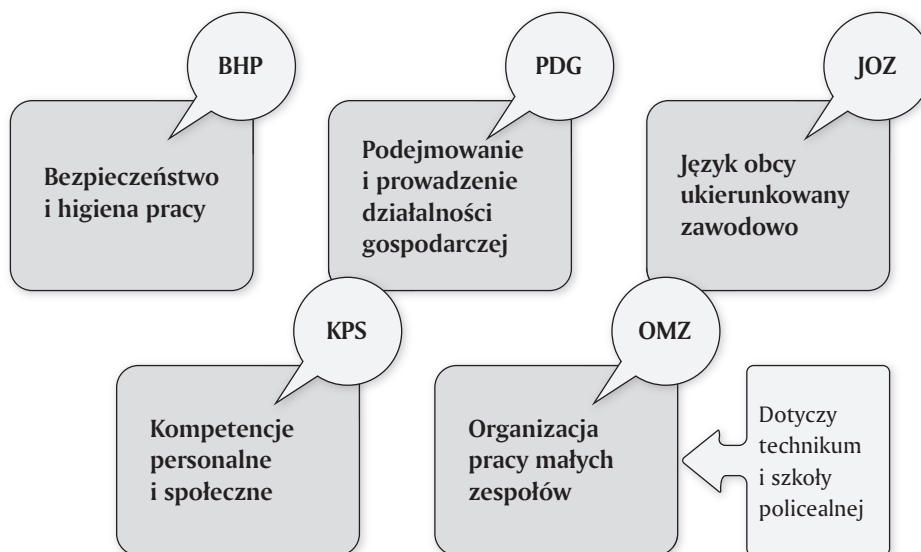 BHP
Bezpieczeństwo
i higiena pracy
PDG
Podejmowanie
i prowadzenie
działalności
gospodarczej
JOZ
Język obcy
ukierunkowany
zawodowo
KPS
Kompetencje
personalne
i społeczne
OMZ
Organizacja
pracy małych
zespołów
Dotyczy
technikum
i szkoły
policealnej